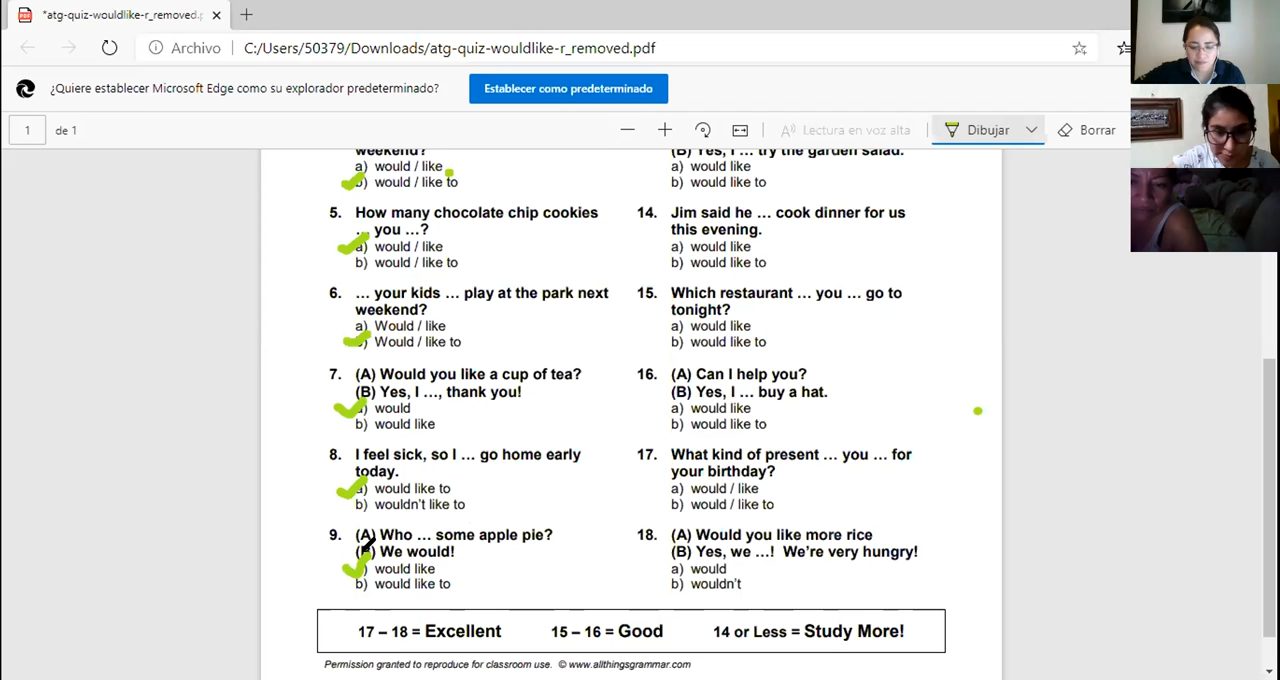 *atg-quiz-wouldlike-r_removed.p
Archivo
C:/Users/50379/Downloads/atg-quiz-wouldlike-r_removed.pdf
¿Quiere establecer Microsoft Edge como su explorador predeterminado?
Establecer como predeterminado
1
de 1
Lectura en voz alta
Dibujar
Borrar
weekend?
a) would / like
b) would / like to
5. How many chocolate chip cookies
... you ...?
a) would / like
b) would / like to
6. ... your kids ... play at the park next
weekend?
a) Would / like
b) Would / like to
7. (A) Would you like a cup of tea?
(B) Yes, I ..., thank you!
a) would
b) would like
8. I feel sick, so I ... go home early
today.
a) would like to
b) wouldn't like to
9. (A) Who ... some apple pie?
(B) We would!
a) would like
b) would like to
(B) Yes, I ... try the garden salad.
a) would like
b) would like to
14. Jim said he ... cook dinner for us
this evening.
a) would like
b) would like to
15. Which restaurant ... you ... go to
tonight?
a) would like
b) would like to
16. (A) Can I help you?
(B) Yes, I ... buy a hat.
a) would like
b) would like to
17. What kind of present ... you ... for
your birthday?
a) would / like
b) would / like to
18. (A) Would you like more rice
(B) Yes, we ...! We're very hungry!
a) would
b) wouldn't
17 – 18 = Excellent
15 – 16 = Good
14 or Less = Study More!
Permission granted to reproduce for classroom use. © www.allthingsgrammar.com